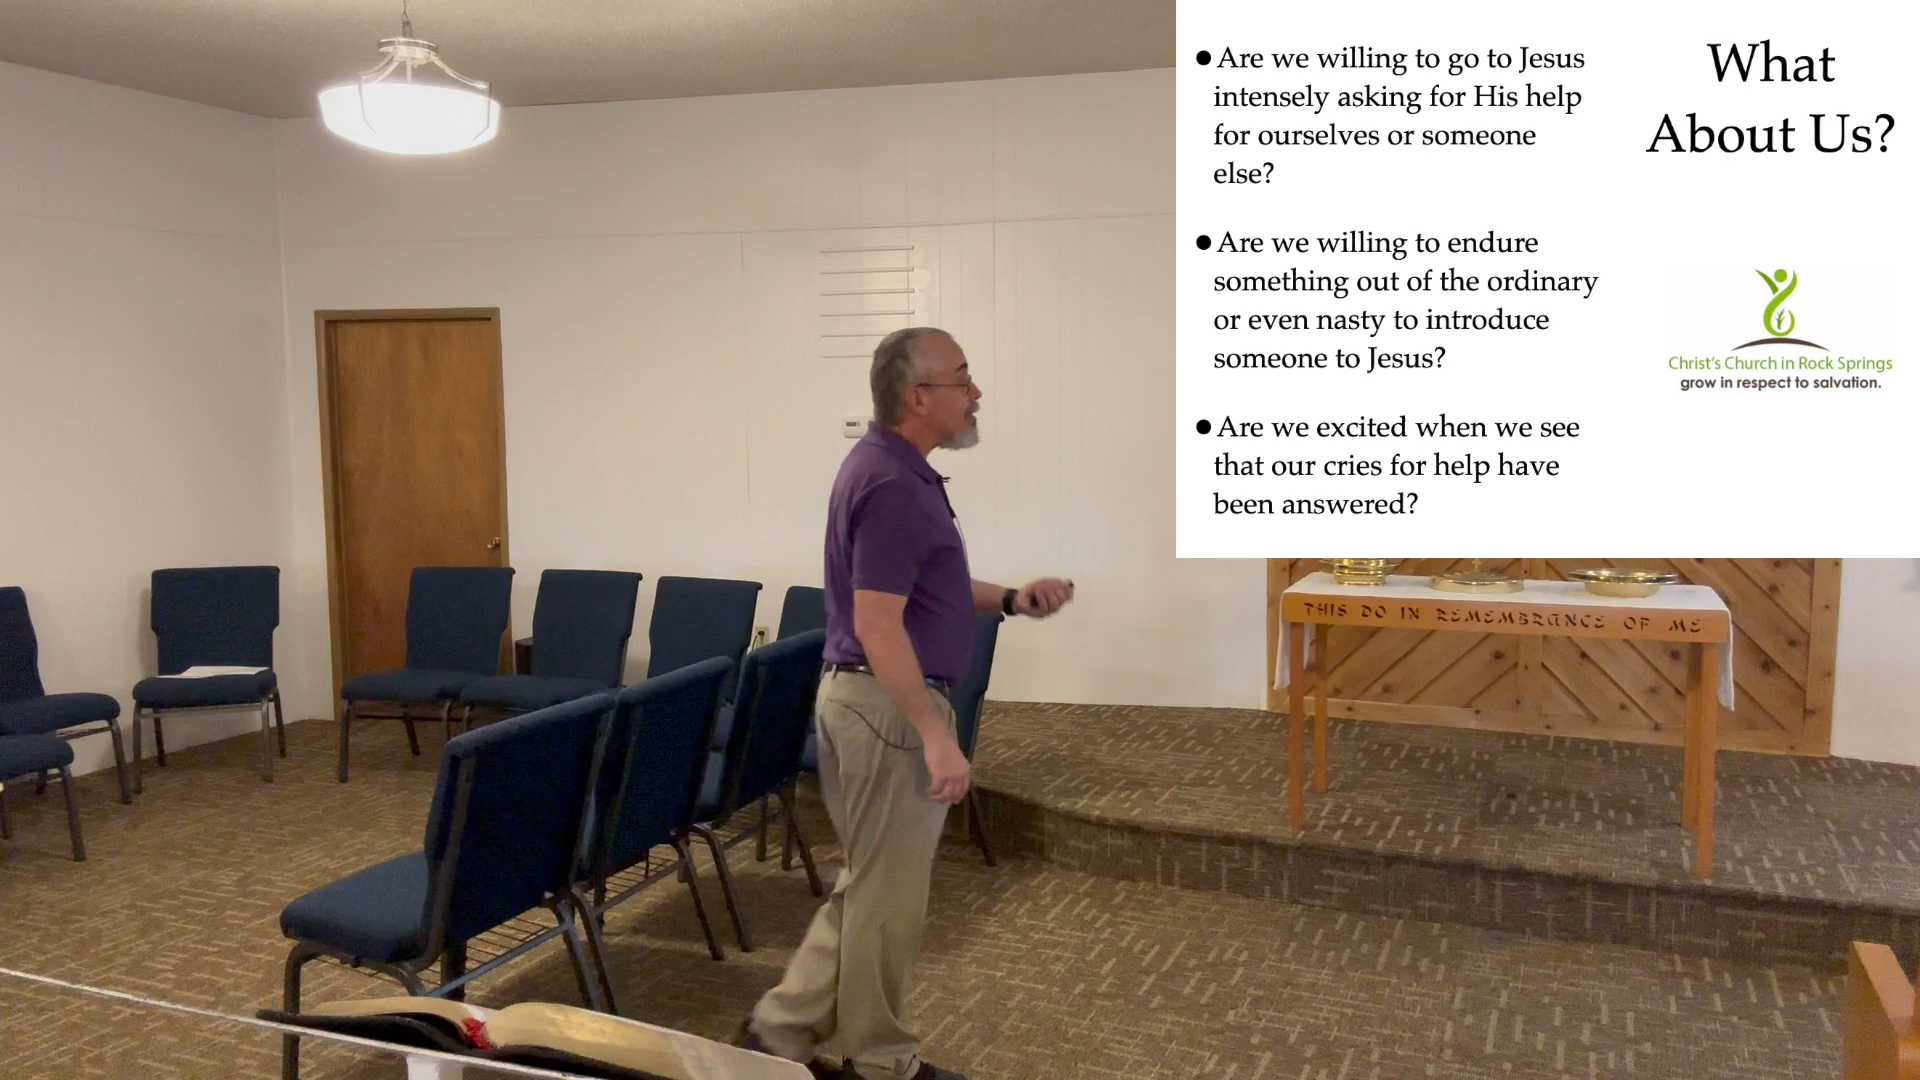 What
About Us?
●Are we willing to go to Jesus
intensely asking for His help
for ourselves or someone
else?
●Are we willing to endure
something out of the ordinary
or even nasty to introduce
someone to Jesus?
●Are we excited when we see
that our cries for help have
been answered?
Christ's Church in Rock Springs
grow in respect to salvation.
THIS DO IN REMEMBRANCE OF ME